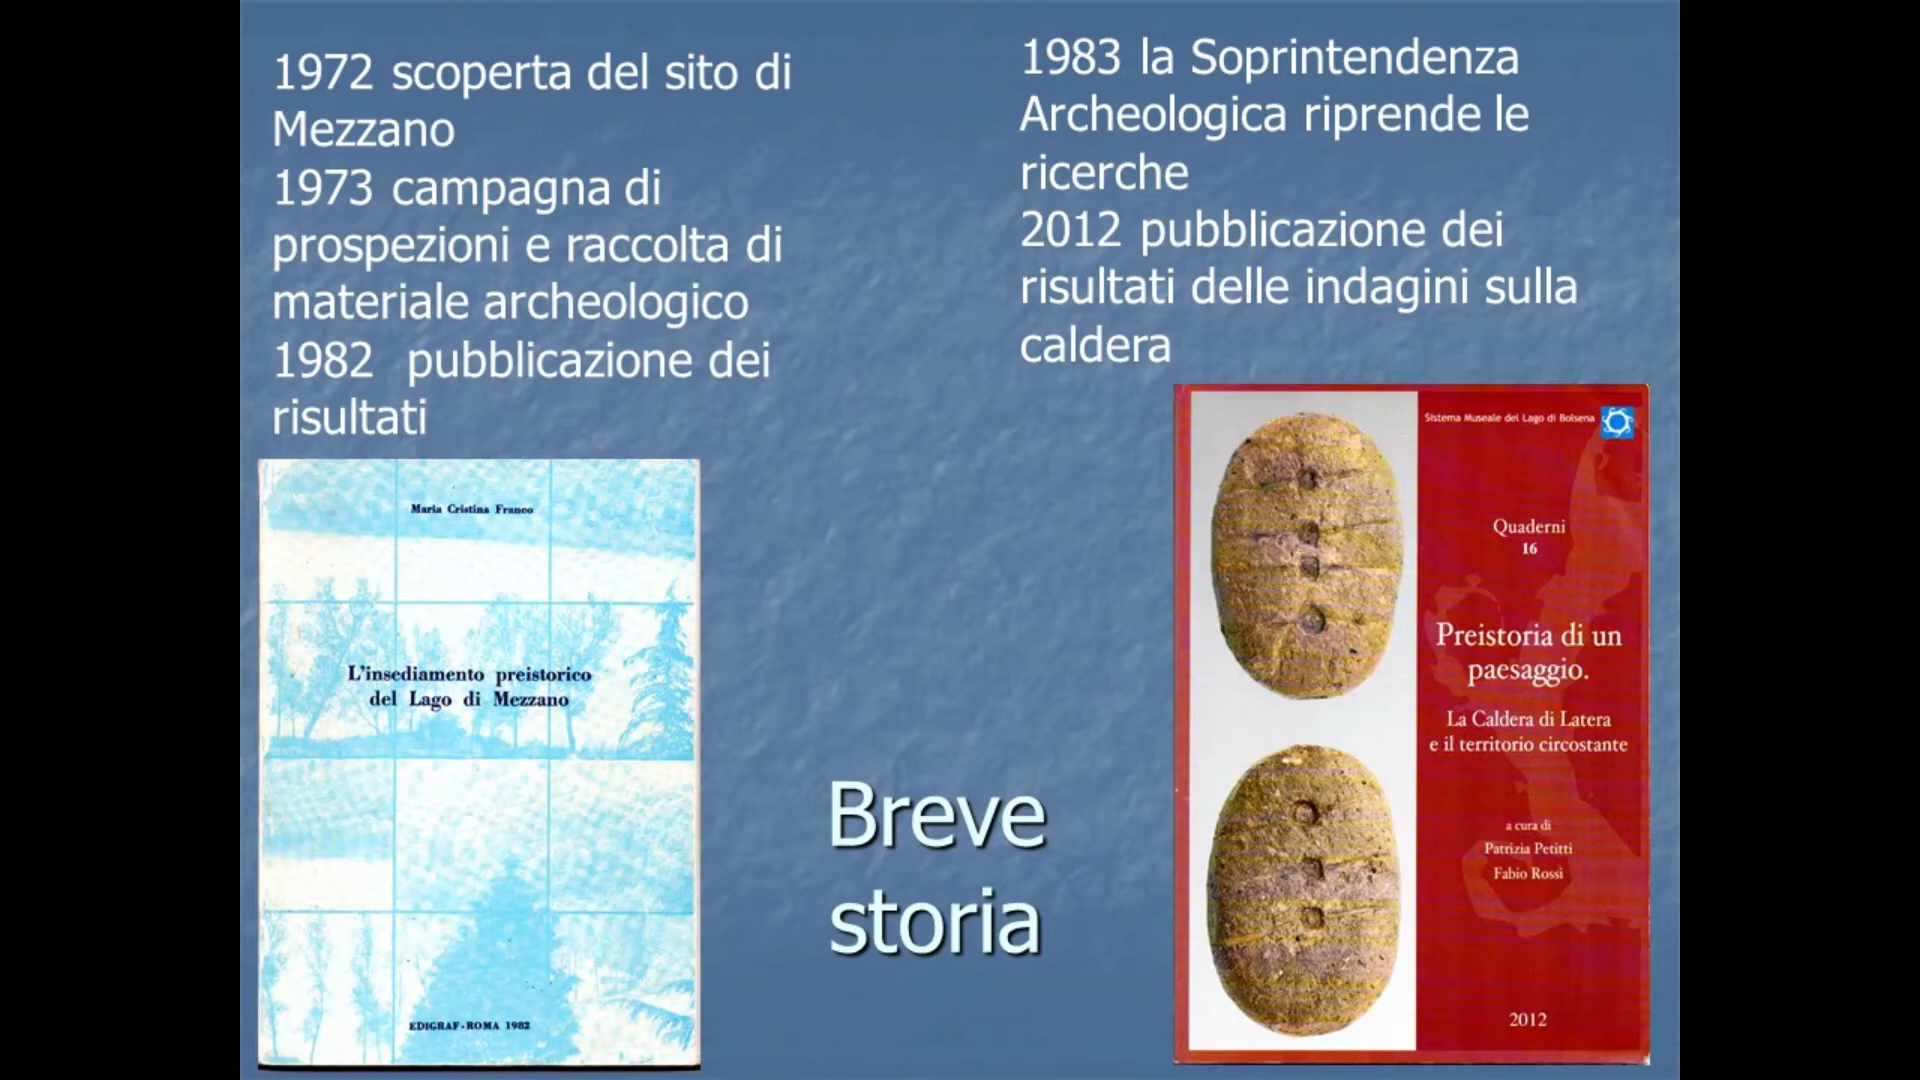 1972 scoperta del sito di
Mezzano
1973 campagna di
prospezioni e raccolta di
materiale archeologico
1982 pubblicazione dei
risultati
1983 la Soprintendenza
Archeologica riprende le
ricerche
2012 pubblicazione dei
risultati delle indagini sulla
caldera
Maria Cristina Franco
L'insediamento preistorico
del Lago di Mezzano
EDIGRAF-ROMA 1982
Breve
storia
Sistema Museale del Lago di Bolsena
Quaderni
16
Preistoria di un
paesaggio.
La Caldera di Latera
e il territorio circostante
a cura di
Patrizia Petitti
Fabio Rossi
2012